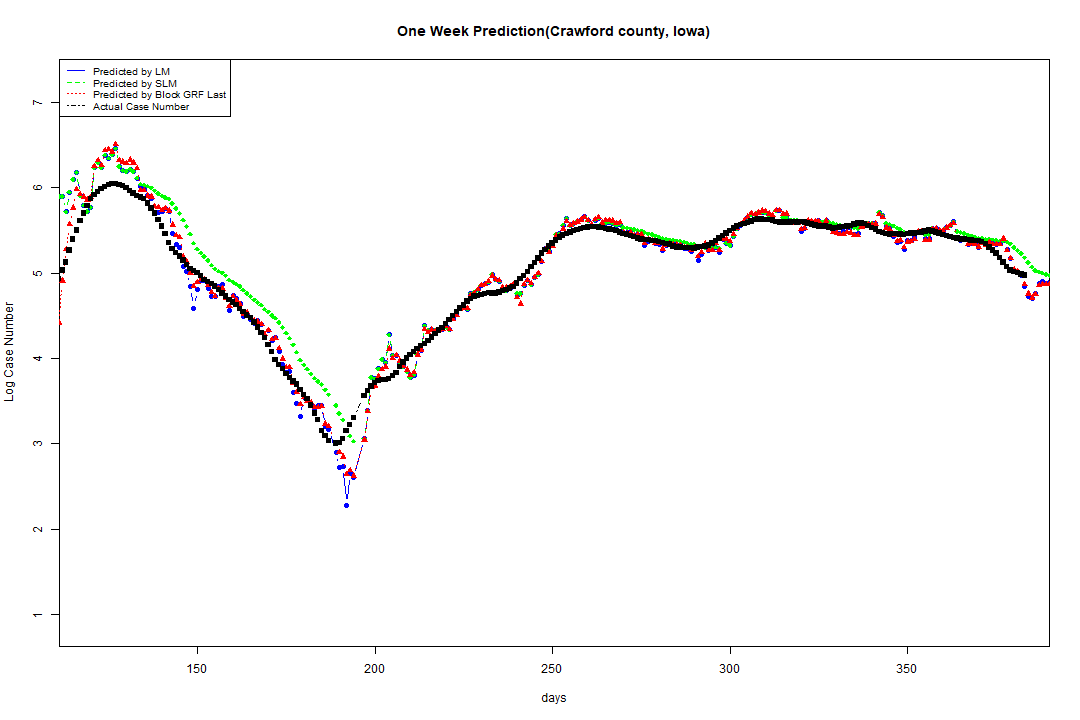 One Week Prediction(Crawford county, Iowa)
Predicted by LM
Predicted by SLM
Predicted by Block GRF Last
Actual Case Number
7
6
5
4
3
2
1
Log Case Number
150 200 250 300 350
days